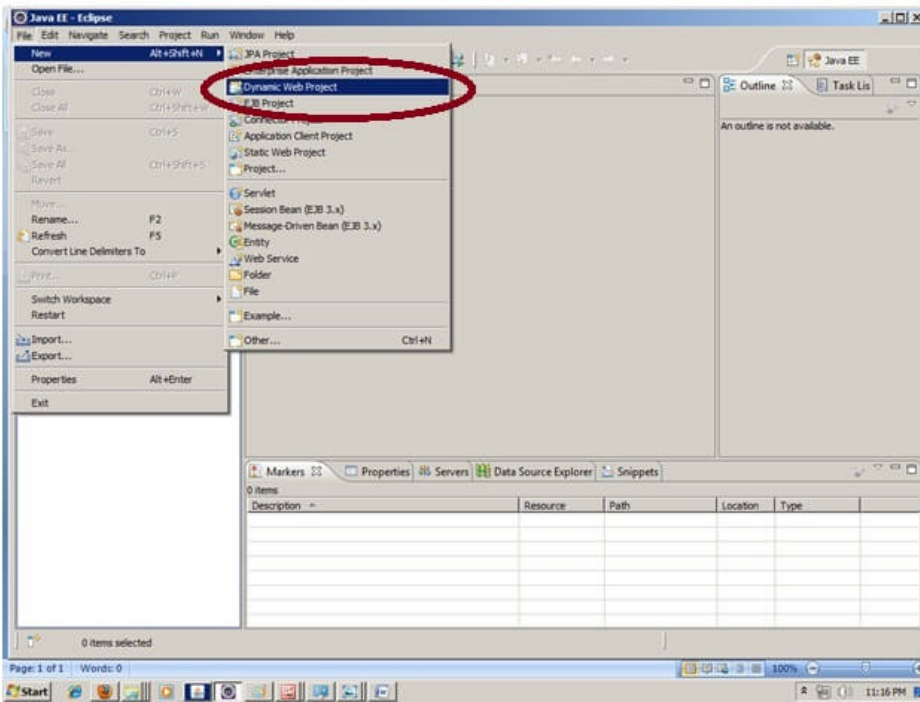 Java EE - Eclipse
File Edit Navigate Search Project Run Window Help
New Alt+Shift+N
Open File...
Close Ctrl+W
Close All Ctrl+Shift+W
Save Ctrl+S
Save As...
Save All Ctrl+Shift+S
Revert
Move...
Rename... F2
Refresh F5
Convert Line Delimiters To
Print... Ctrl+P
Switch Workspace
Restart
Import...
Export...
Properties Alt+Enter
Exit
JPA Project
Enterprise Application Project
Dynamic Web Project
EJB Project
Connector
Application Client Project
Static Web Project
Project...
Servlet
Session Bean (EJB 3.x)
Message-Driven Bean (EJB 3.x)
Entity
Web Service
Folder
File
Example...
Other... Ctrl+N
Java EE
Outline Task Lis
An outline is not available.
Markers Properties Servers Data Source Explorer Snippets
0 items
Description Resource Path Location Type
0 items selected
Page: 1 of 1 Words: 0 100%
Start 11:16 PM